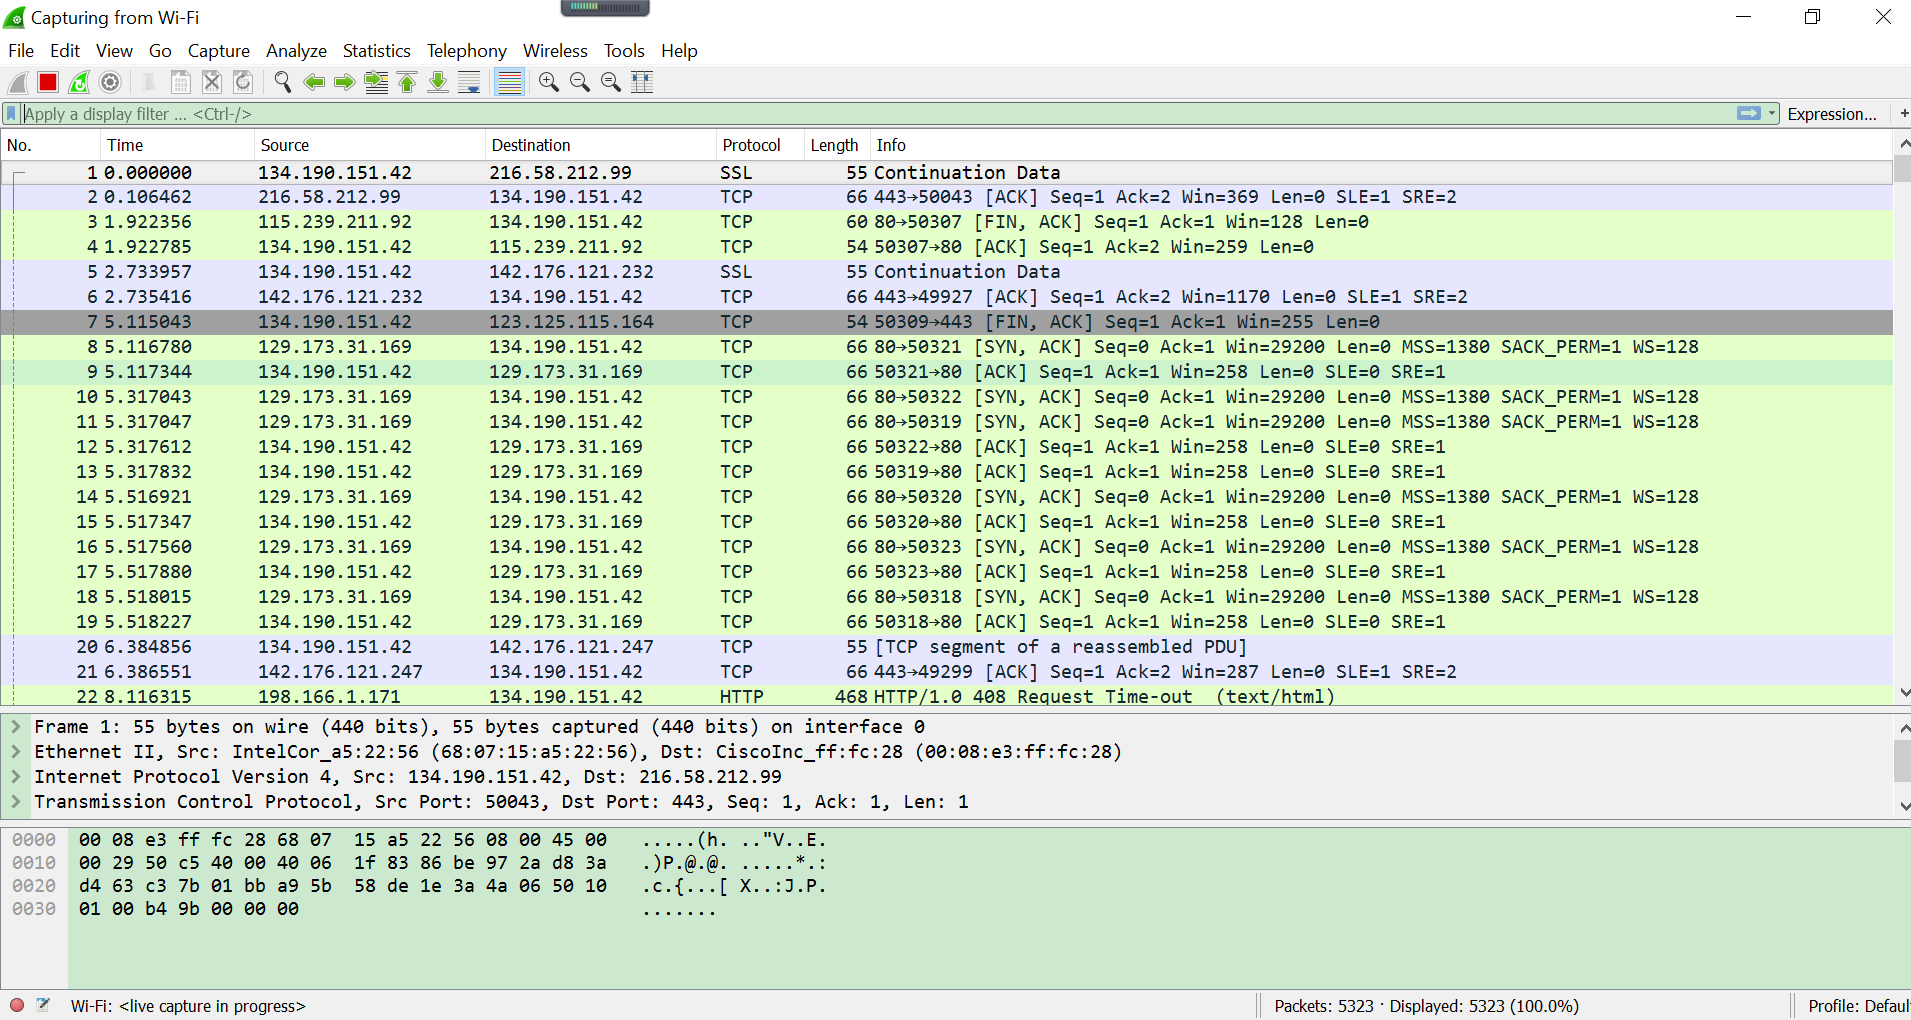 Capturing from Wi-Fi
File Edit View Go Capture Analyze Statistics Telephony Wireless Tools Help
Apply a display filter ... <Ctrl-/> Expression... +
No. Time Source Destination Protocol Length Info
1 0.000000 134.190.151.42 216.58.212.99 SSL 55 Continuation Data
2 0.106462 216.58.212.99 134.190.151.42 TCP 66 443→50043 [ACK] Seq=1 Ack=2 Win=369 Len=0 SLE=1 SRE=2
3 1.922356 115.239.211.92 134.190.151.42 TCP 60 80→50307 [FIN, ACK] Seq=1 Ack=1 Win=128 Len=0
4 1.922785 134.190.151.42 115.239.211.92 TCP 54 50307→80 [ACK] Seq=1 Ack=2 Win=259 Len=0
5 2.733957 134.190.151.42 142.176.121.232 SSL 55 Continuation Data
6 2.735416 142.176.121.232 134.190.151.42 TCP 66 443→49927 [ACK] Seq=1 Ack=2 Win=1170 Len=0 SLE=1 SRE=2
7 5.115043 134.190.151.42 123.125.115.164 TCP 54 50309→443 [FIN, ACK] Seq=1 Ack=1 Win=255 Len=0
8 5.116780 129.173.31.169 134.190.151.42 TCP 66 80→50321 [SYN, ACK] Seq=0 Ack=1 Win=29200 Len=0 MSS=1380 SACK_PERM=1 WS=128
9 5.117344 134.190.151.42 129.173.31.169 TCP 66 50321→80 [ACK] Seq=1 Ack=1 Win=258 Len=0 SLE=0 SRE=1
10 5.317043 129.173.31.169 134.190.151.42 TCP 66 80→50322 [SYN, ACK] Seq=0 Ack=1 Win=29200 Len=0 MSS=1380 SACK_PERM=1 WS=128
11 5.317047 129.173.31.169 134.190.151.42 TCP 66 80→50319 [SYN, ACK] Seq=0 Ack=1 Win=29200 Len=0 MSS=1380 SACK_PERM=1 WS=128
12 5.317612 134.190.151.42 129.173.31.169 TCP 66 50322→80 [ACK] Seq=1 Ack=1 Win=258 Len=0 SLE=0 SRE=1
13 5.317832 134.190.151.42 129.173.31.169 TCP 66 50319→80 [ACK] Seq=1 Ack=1 Win=258 Len=0 SLE=0 SRE=1
14 5.516921 129.173.31.169 134.190.151.42 TCP 66 80→50320 [SYN, ACK] Seq=0 Ack=1 Win=29200 Len=0 MSS=1380 SACK_PERM=1 WS=128
15 5.517347 134.190.151.42 129.173.31.169 TCP 66 50320→80 [ACK] Seq=1 Ack=1 Win=258 Len=0 SLE=0 SRE=1
16 5.517560 129.173.31.169 134.190.151.42 TCP 66 80→50323 [SYN, ACK] Seq=0 Ack=1 Win=29200 Len=0 MSS=1380 SACK_PERM=1 WS=128
17 5.517880 134.190.151.42 129.173.31.169 TCP 66 50323→80 [ACK] Seq=1 Ack=1 Win=258 Len=0 SLE=0 SRE=1
18 5.518015 129.173.31.169 134.190.151.42 TCP 66 80→50318 [SYN, ACK] Seq=0 Ack=1 Win=29200 Len=0 MSS=1380 SACK_PERM=1 WS=128
19 5.518227 134.190.151.42 129.173.31.169 TCP 66 50318→80 [ACK] Seq=1 Ack=1 Win=258 Len=0 SLE=0 SRE=1
20 6.384856 134.190.151.42 142.176.121.247 TCP 55 [TCP segment of a reassembled PDU]
21 6.386551 142.176.121.247 134.190.151.42 TCP 66 443→49299 [ACK] Seq=1 Ack=2 Win=287 Len=0 SLE=1 SRE=2
22 8.116315 198.166.1.171 134.190.151.42 HTTP 468 HTTP/1.0 408 Request Time-out (text/html)
Frame 1: 55 bytes on wire (440 bits), 55 bytes captured (440 bits) on interface 0
Ethernet II, Src: IntelCor_a5:22:56 (68:07:15:a5:22:56), Dst: CiscoInc_ff:fc:28 (00:08:e3:ff:fc:28)
Internet Protocol Version 4, Src: 134.190.151.42, Dst: 216.58.212.99
Transmission Control Protocol, Src Port: 50043, Dst Port: 443, Seq: 1, Ack: 1, Len: 1
0000 00 08 e3 ff fc 28 68 07 15 a5 22 56 08 00 45 00 .....(h. .."V..E.
0010 00 29 50 c5 40 00 40 06 1f 83 86 be 97 2a d8 3a .)P.@.@. .....*.:
0020 d4 63 c3 7b 01 bb a9 5b 58 de 1e 3a 4a 06 50 10 .c.{...[ X..:J.P.
0030 01 00 b4 9b 00 00 00 .......
Wi-Fi: <live capture in progress> Packets: 5323 · Displayed: 5323 (100.0%) Profile: Defaul